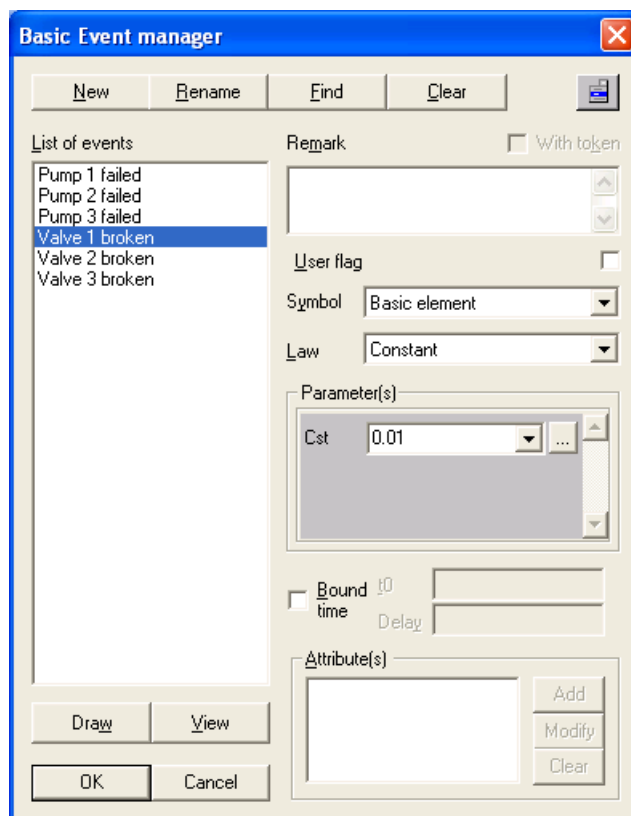 Basic Event manager
New Rename Find Clear
List of events
Pump 1 failed
Pump 2 failed
Pump 3 failed
Valve 1 broken
Valve 2 broken
Valve 3 broken
Draw View
OK Cancel
Remark With token
User flag
Symbol Basic element
Law Constant
Parameter(s)
Cst 0.01 ...
Bound time t0
Delay
Attribute(s)
Add
Modify
Clear